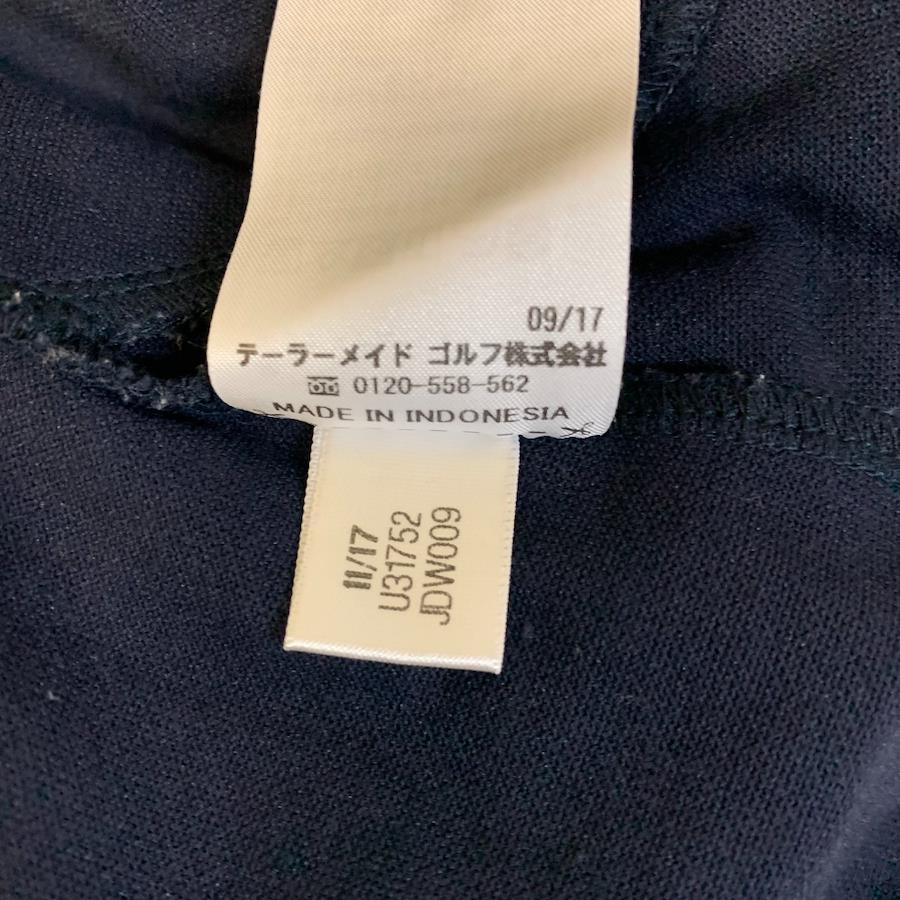 09/17
テーラーメイド ゴルフ株式会社
0120-558-562
MADE IN INDONESIA
11/17
U31752
JDW009